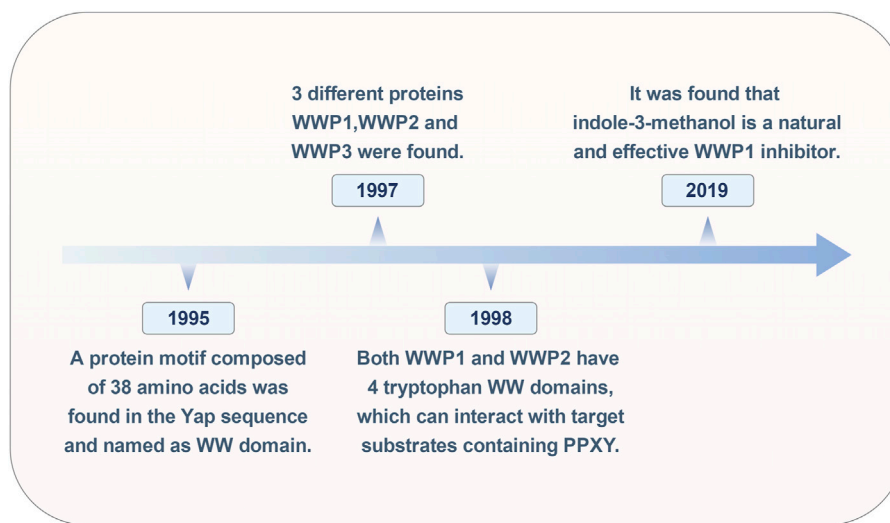 3 different proteins
WWP1,WWP2 and
WWP3 were found.
1997
It was found that
indole-3-methanol is a natural
and effective WWP1 inhibitor.
2019
1995
A protein motif composed
of 38 amino acids was
found in the Yap sequence
and named as WW domain.
1998
Both WWP1 and WWP2 have
4 tryptophan WW domains,
which can interact with target
substrates containing PPXY.